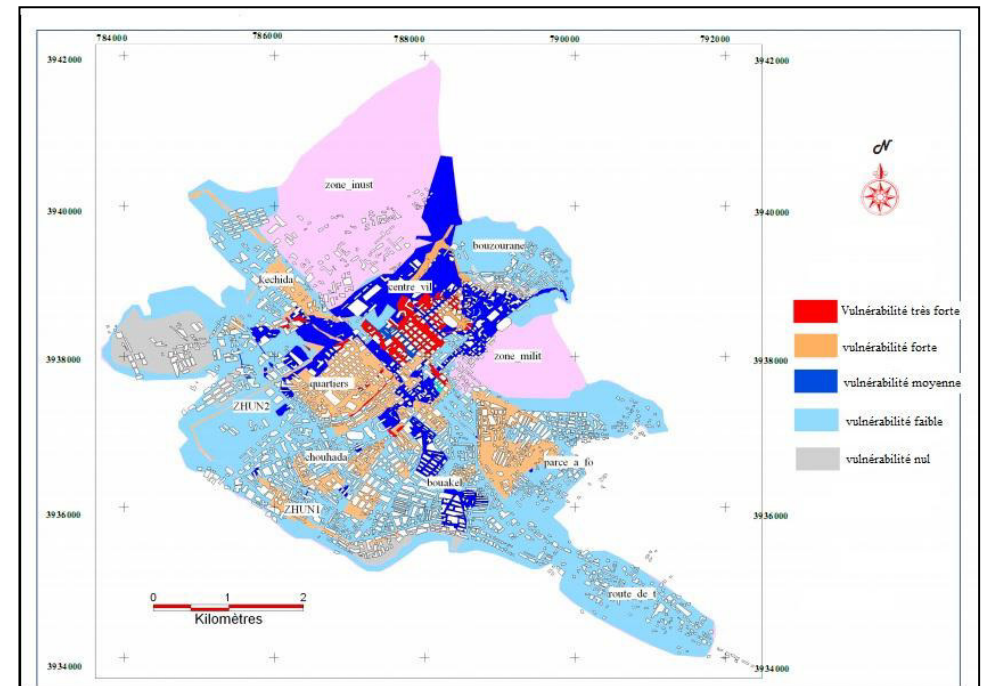 784000 786000 788000 790000 792000
3942000 3942000
N
zone_inust
3940000 3940000
bouzourane
kechida
centre_vil
Vulnérabilité très forte
3938000 zone_milit 3938000 vulnérabilité forte
quartiers vulnérabilité moyenne
ZHUN2
vulnérabilité faible
chouhada
parce_a_fo vulnérabilité nul
bouakel
ZHUN1
3936000 3936000
0 1 2
route_de_t
Kilomètres
3934000 3934000